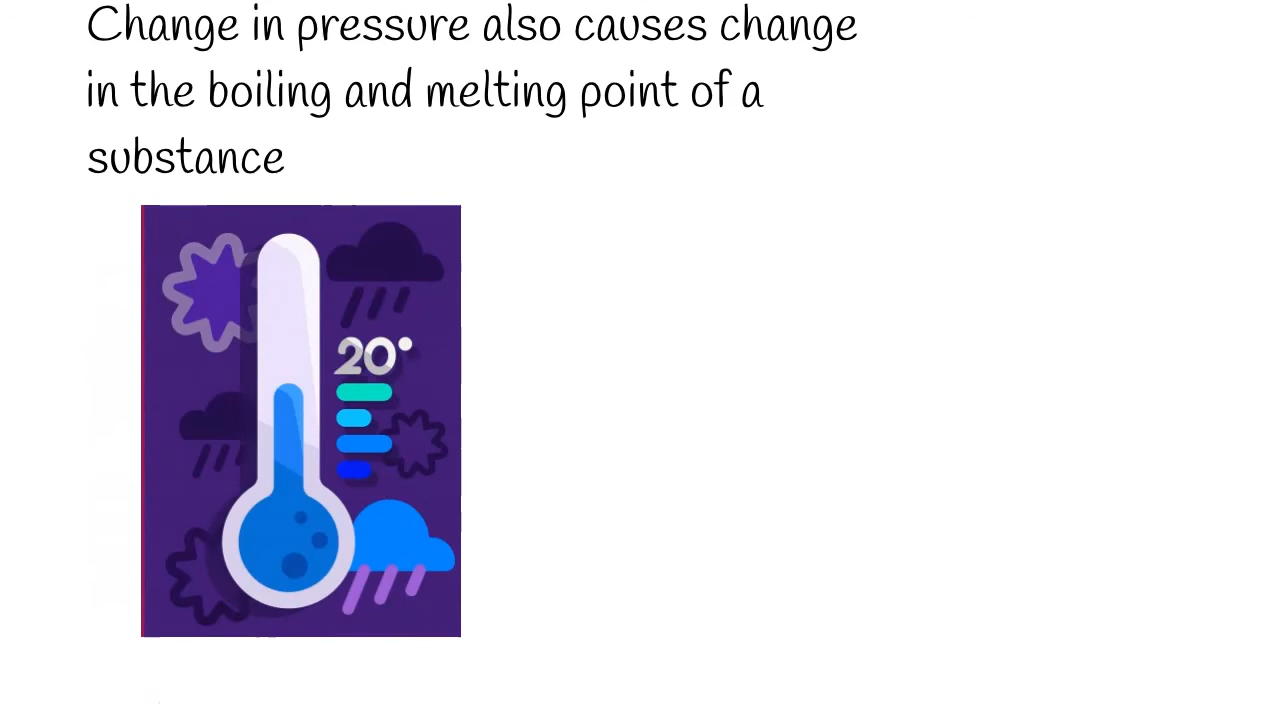 Change in pressure also causes change
in the boiling and melting point of a
substance
20°